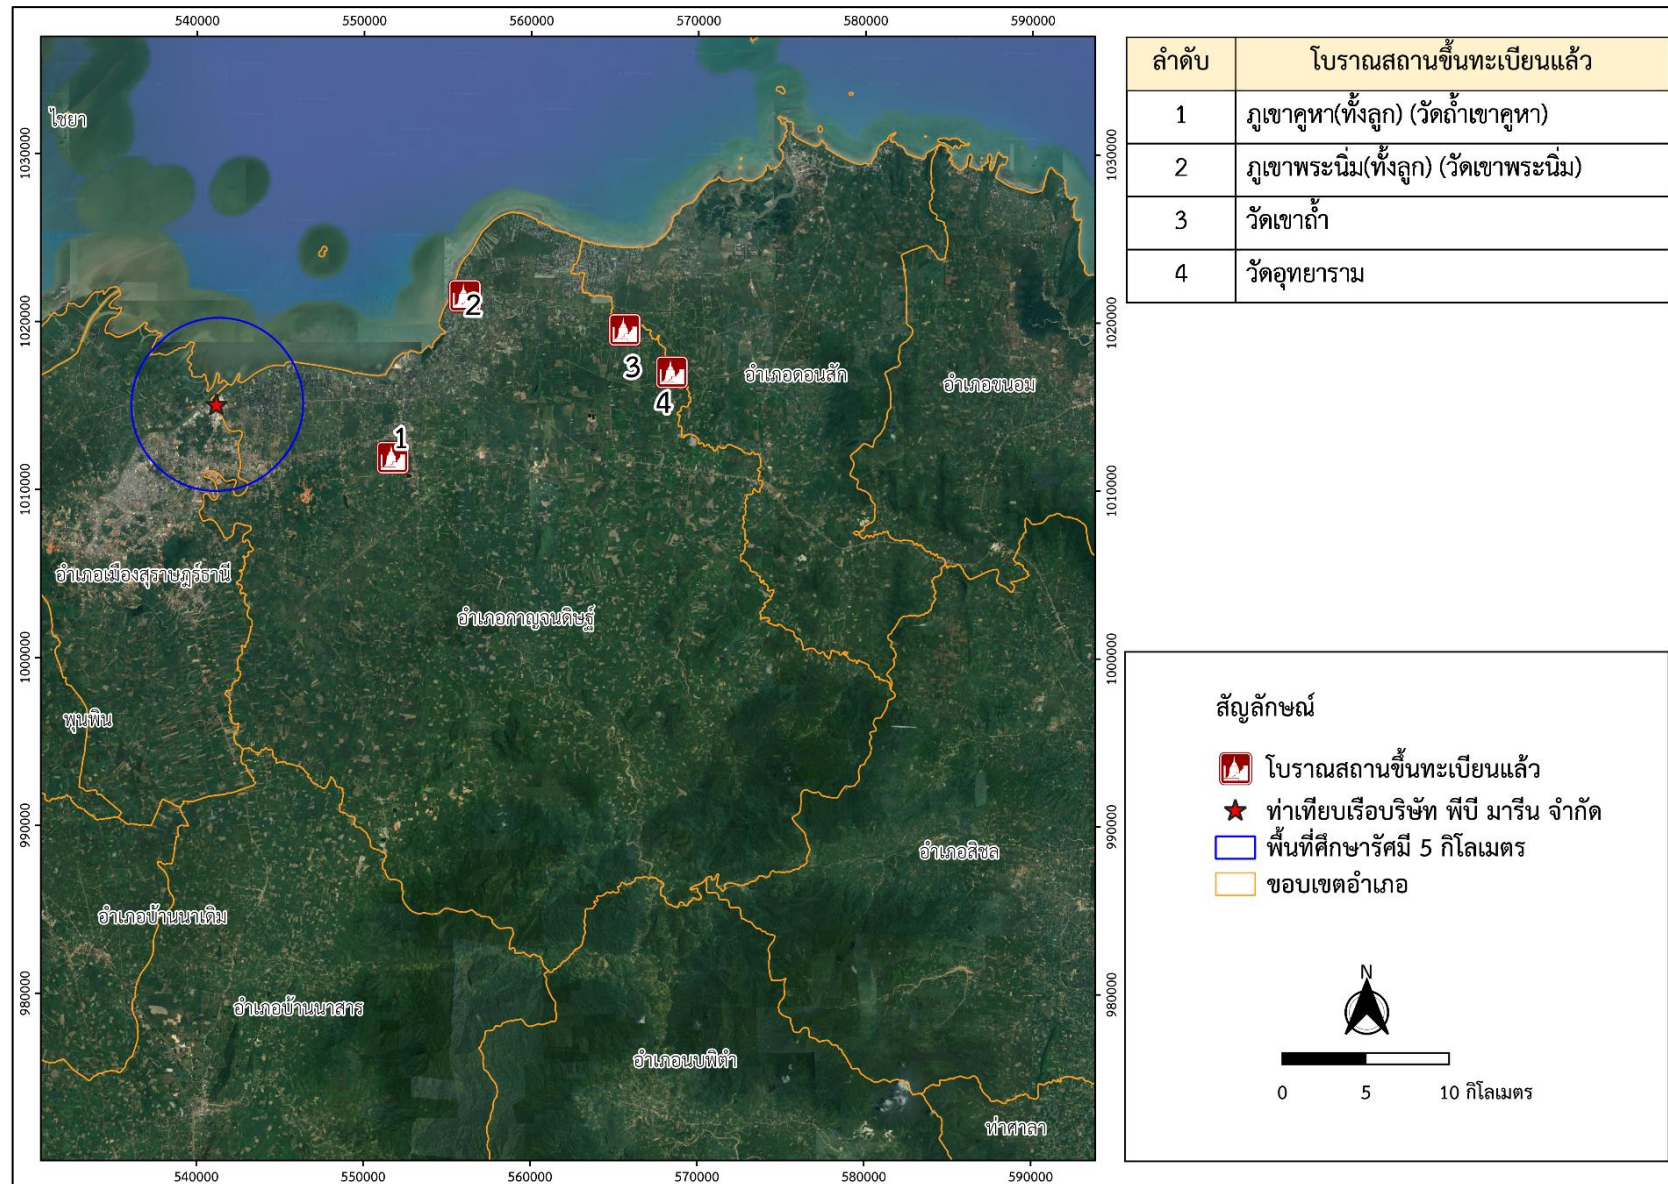 540000 550000 560000 570000 580000 590000
ลำดับ โบราณสถานขึ้นทะเบียนแล้ว
1 ภูเขาคูหา(ทั้งลูก) (วัดถ้ำเขาคูหา)
2 ภูเขาพระนิ่ม(ทั้งลูก) (วัดเขาพระนิ่ม)
3 วัดเขาถ้ำ
4 วัดอุทยาราม
ไชยา
1030000 1030000
2
1020000 1020000
3
อำเภอดอนสัก
อำเภอขนอม
4
1
1010000 1010000
อำเภอเมืองสุราษฎร์ธานี
อำเภอกาญจนดิษฐ์
1000000 1000000
พุนพิน
990000 990000
อำเภอสิชล
อำเภอบ้านนาเดิม
980000 980000
อำเภอบ้านนาสาร
อำเภอนบพิตำ
ท่าศาลา
540000 550000 560000 570000 580000 590000
สัญลักษณ์
โบราณสถานขึ้นทะเบียนแล้ว
ท่าเทียบเรือบริษัท พีบี มารีน จำกัด
พื้นที่ศึกษารัศมี 5 กิโลเมตร
ขอบเขตอำเภอ
N
0 5 10 กิโลเมตร